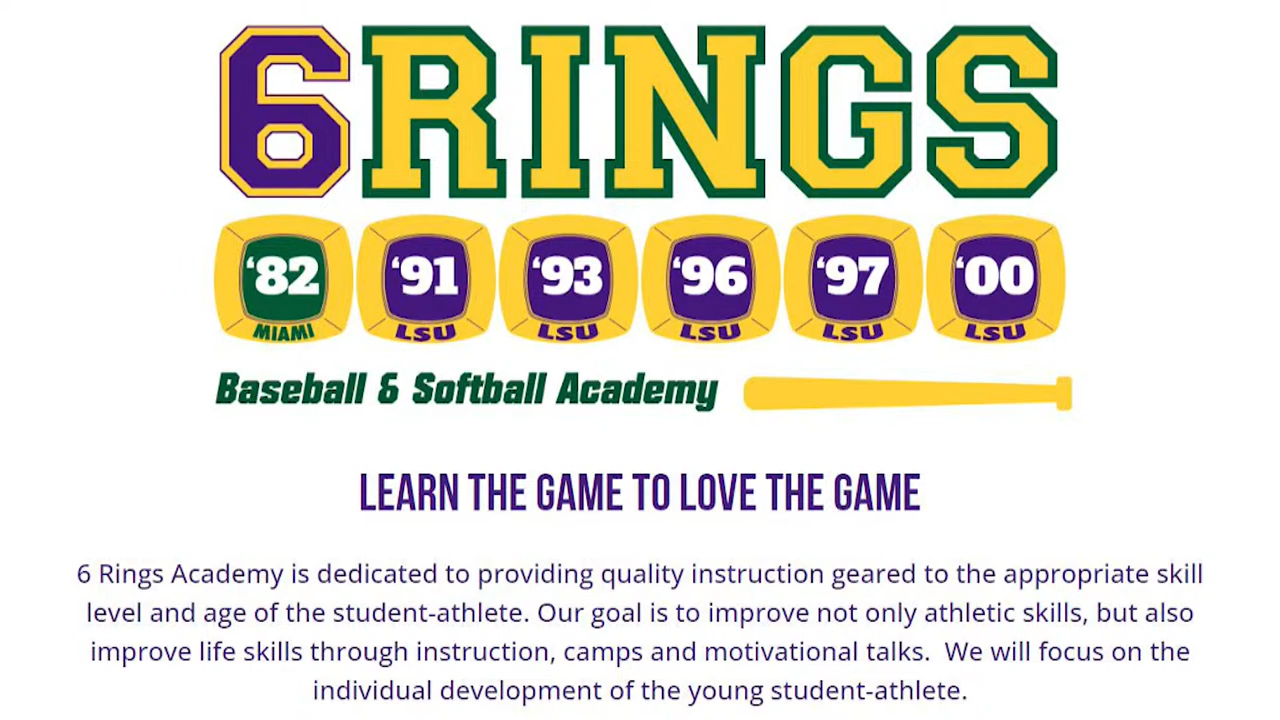 6RINGS
‘82 ‘91 ‘93 ‘96 ‘97 ‘00
MIAMI LSU LSU LSU LSU LSU
Baseball & Softball Academy
LEARN THE GAME TO LOVE THE GAME
6 Rings Academy is dedicated to providing quality instruction geared to the appropriate skill
level and age of the student-athlete. Our goal is to improve not only athletic skills, but also
improve life skills through instruction, camps and motivational talks.  We will focus on the
individual development of the young student-athlete.